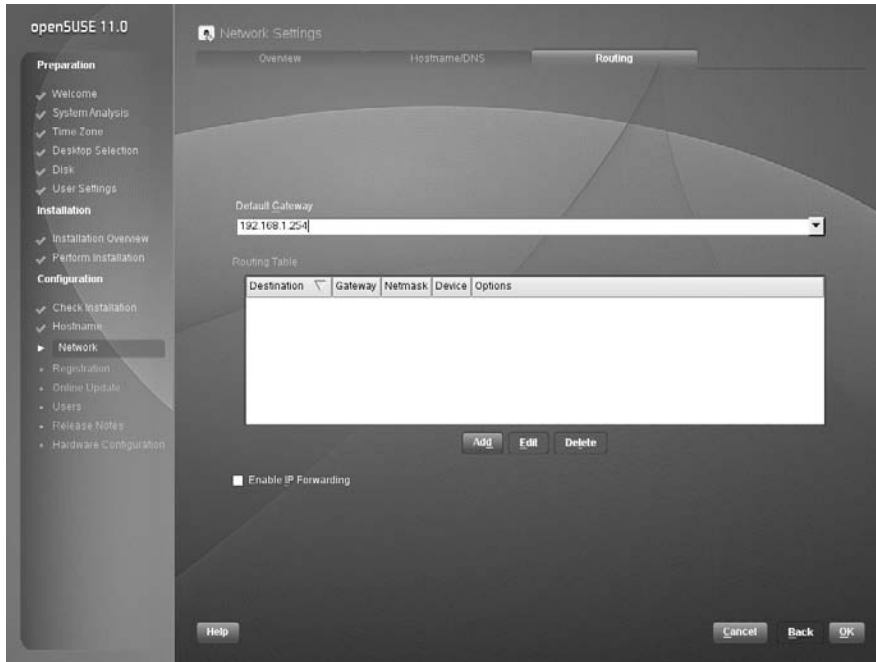 openSUSE 11.0
Preparation
Welcome
System Analysis
Time Zone
Desktop Selection
Disk
User Settings
Installation
Installation Overview
Perform Installation
Configuration
Check Installation
Hostname
Network
Registration
Online Update
Users
Release Notes
Hardware Configuration
Network Settings
Overview Hostname/DNS Routing
Default Gateway
192.168.1.254
Routing Table
Destination Gateway Netmask Device Options
Add Edit Delete
Enable IP Forwarding
Help Cancel Back OK